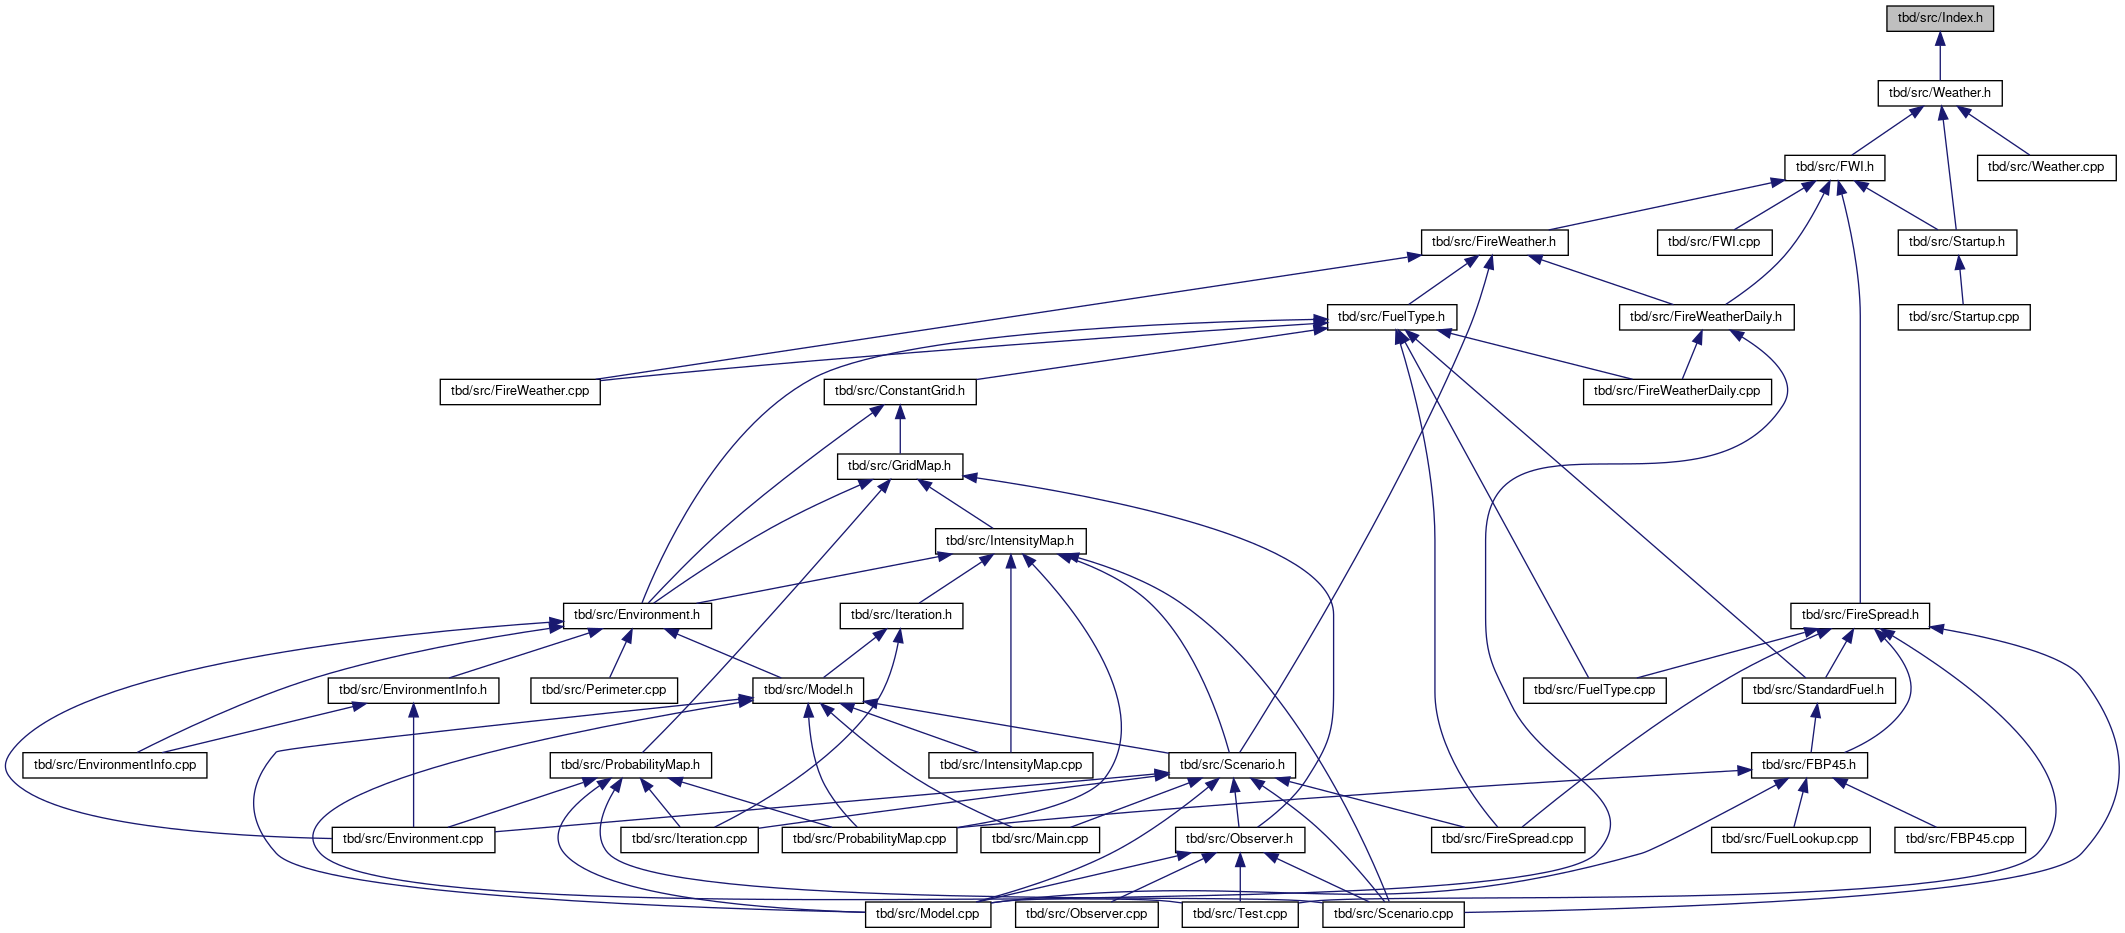 tbd/src/Index.h
tbd/src/Weather.h
tbd/src/FWI.h
tbd/src/Weather.cpp
tbd/src/FireWeather.h
tbd/src/FWI.cpp
tbd/src/Startup.h
tbd/src/FuelType.h
tbd/src/FireWeatherDaily.h
tbd/src/Startup.cpp
tbd/src/FireWeather.cpp
tbd/src/ConstantGrid.h
tbd/src/FireWeatherDaily.cpp
tbd/src/GridMap.h
tbd/src/IntensityMap.h
tbd/src/Environment.h
tbd/src/Iteration.h
tbd/src/FireSpread.h
tbd/src/EnvironmentInfo.h
tbd/src/Perimeter.cpp
tbd/src/Model.h
tbd/src/FuelType.cpp
tbd/src/StandardFuel.h
tbd/src/EnvironmentInfo.cpp
tbd/src/ProbabilityMap.h
tbd/src/IntensityMap.cpp
tbd/src/Scenario.h
tbd/src/FBP45.h
tbd/src/Environment.cpp
tbd/src/Iteration.cpp
tbd/src/ProbabilityMap.cpp
tbd/src/Main.cpp
tbd/src/Observer.h
tbd/src/FireSpread.cpp
tbd/src/FuelLookup.cpp
tbd/src/FBP45.cpp
tbd/src/Model.cpp
tbd/src/Observer.cpp
tbd/src/Test.cpp
tbd/src/Scenario.cpp